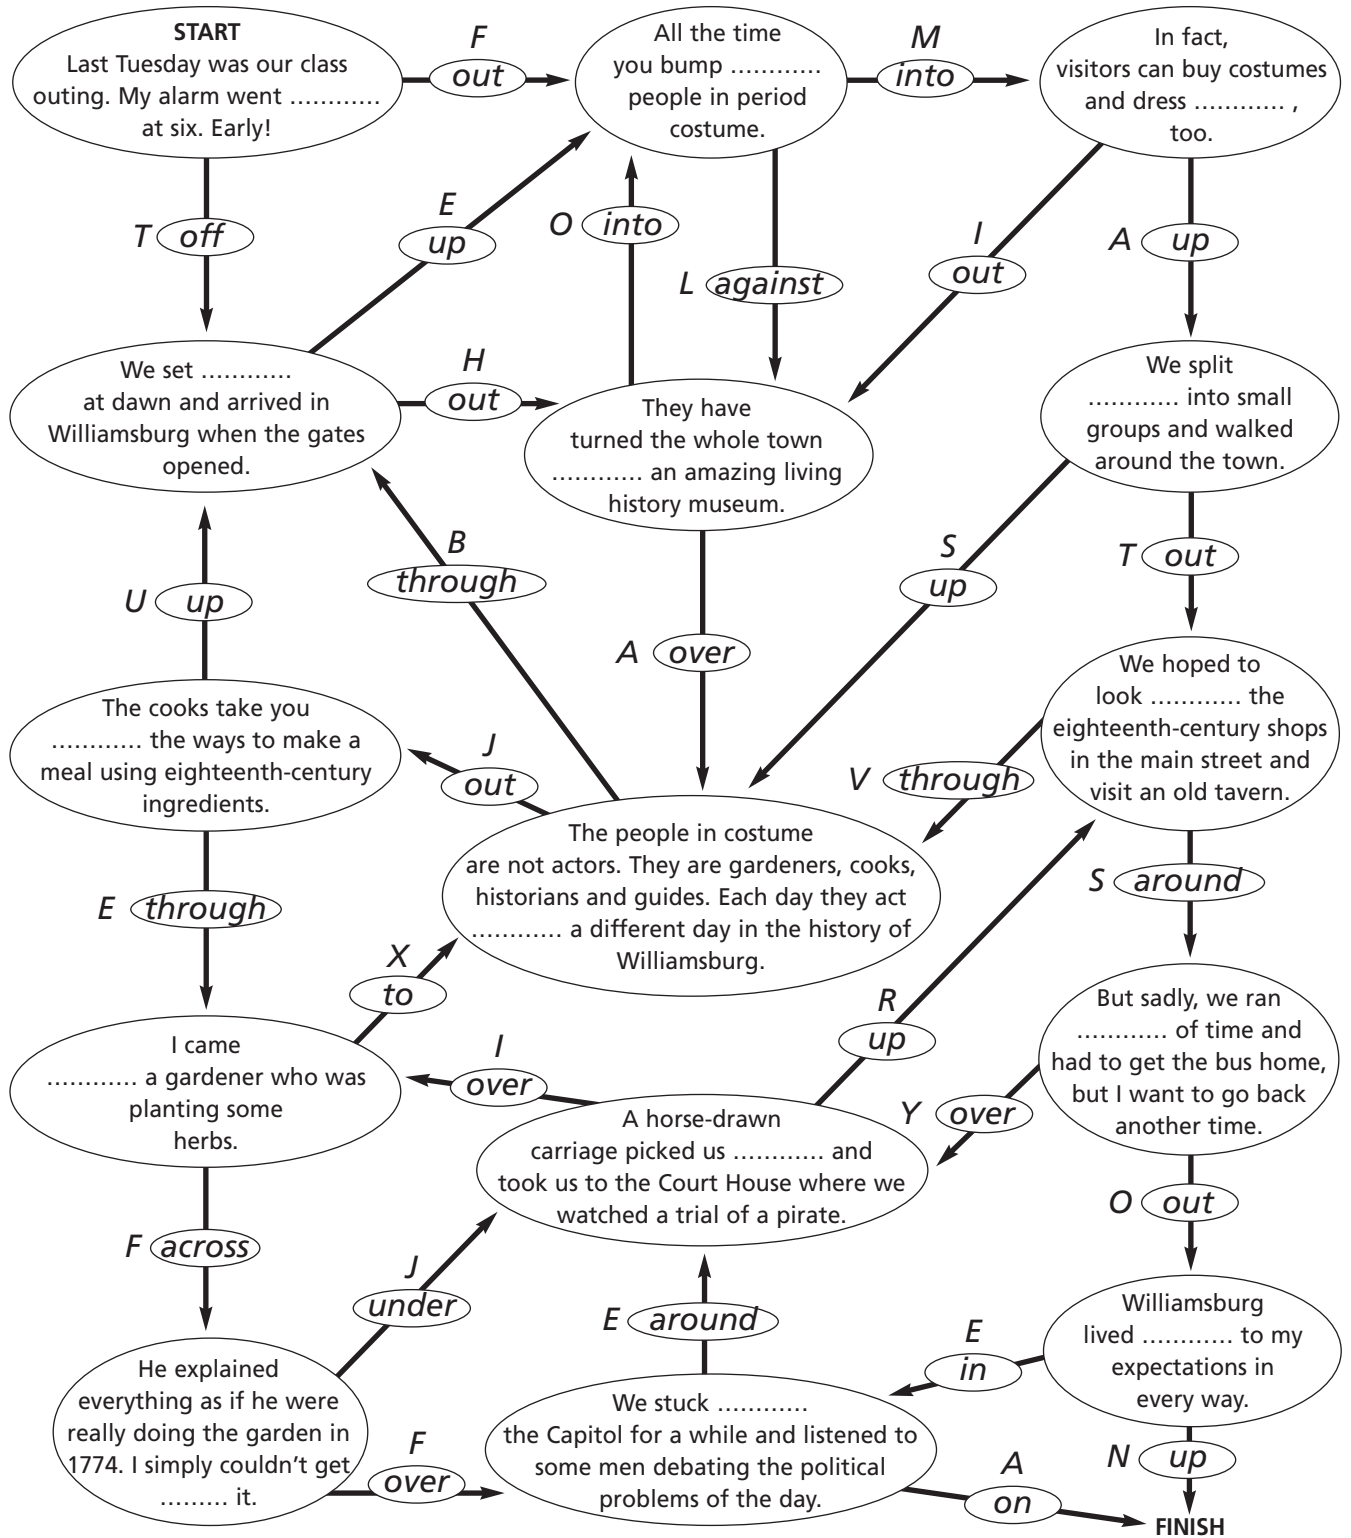 START
Last Tuesday was our class
outing. My alarm went …………
at six. Early!
F
out
All the time
you bump …………
people in period
costume.
M
into
In fact,
visitors can buy costumes
and dress ………… ,
too.
T off
E
up
O into
L against
I
out
A up
We set …………
at dawn and arrived in
Williamsburg when the gates
opened.
H
out
They have
turned the whole town
………… an amazing living
history museum.
We split
………… into small
groups and walked
around the town.
U up
B
through
A over
S
up
T out
The cooks take you
………… the ways to make a
meal using eighteenth-century
ingredients.
J
out
We hoped to
look ………… the
eighteenth-century shops
in the main street and
visit an old tavern.
V through
The people in costume
are not actors. They are gardeners, cooks,
historians and guides. Each day they act
………… a different day in the history of
Williamsburg.
E through
S around
X
to
R
up
I came
………… a gardener who was
planting some
herbs.
I
over
But sadly, we ran
………… of time and
had to get the bus home,
but I want to go back
another time.
Y over
A horse-drawn
carriage picked us ………… and
took us to the Court House where we
watched a trial of a pirate.
F across
J
under
E around
O out
He explained
everything as if he were
really doing the garden in
1774. I simply couldn’t get
……… it.
F
over
We stuck …………
the Capitol for a while and listened to
some men debating the political
problems of the day.
E
in
Williamsburg
lived ………… to my
expectations in
every way.
A
on
N up
FINISH